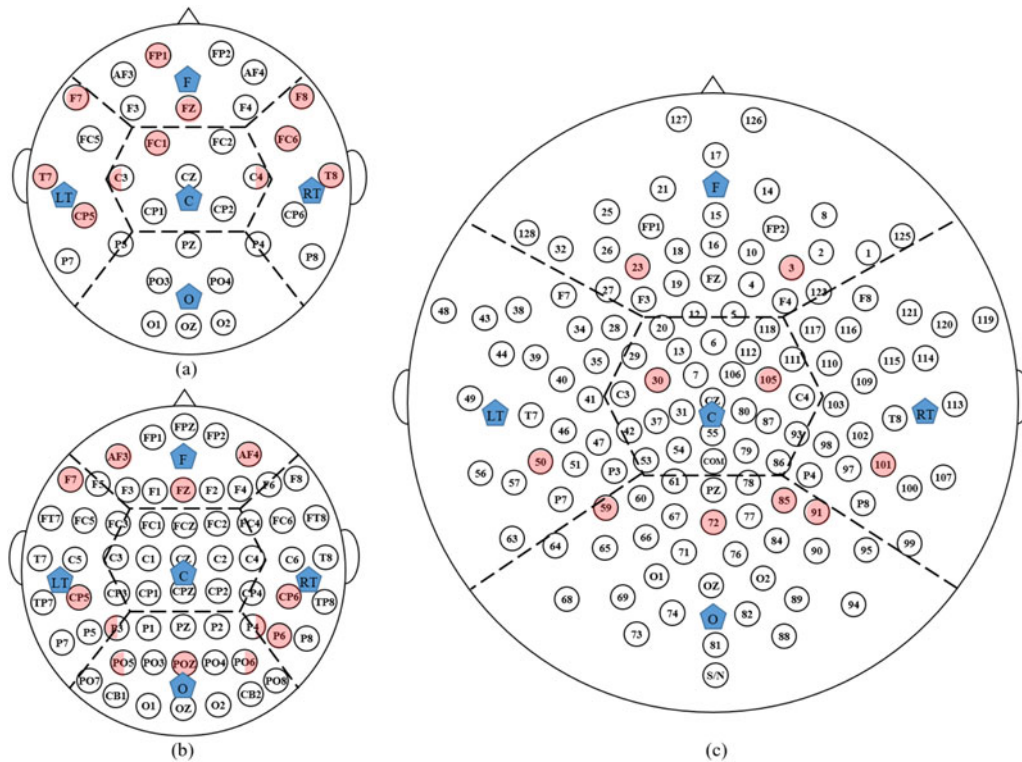 FP1 FP2
AF3 AF4
F
F7 F3 FZ F4 F8
FC5 FC1 FC2 FC6
T7 C3 CZ C4 T8
LT C RT
CP5 CP1 CP2 CP6
P7 P3 PZ P4 P8
PO3 PO4
O
O1 OZ O2
(a)
FPZ
FP1 FP2
AF3 F AF4
F7 F5 F3 F1 FZ F2 F4 F6 F8
FT7 FC5 FC3 FC1 FCZ FC2 FC4 FC6 FT8
T7 C5 C3 C1 CZ C2 C4 C6 T8
LT C RT
TP7 CP5 CP3 CP1 CPZ CP2 CP4 CP6 TP8
P7 P5 P3 P1 PZ P2 P4 P6 P8
PO7 PO5 PO3 POZ PO4 PO6 PO8
CB1 O CB2
O1 OZ O2
(b)
127 126
17
21 F 14
25 FP1 15 FP2 8
128 32 26 18 16 10 2 1 125
23 FZ 3
27 19 4 123
F7 F3 F4 F8
48 43 38 34 28 20 12 5 118 117 116 121 120 119
6
44 39 35 29 13 112 111 110 115 114
40 30 7 106 105 109
49 41 C3 CZ C4 103 113
LT T7 37 31 C 80 87 T8 RT
46 42 55 93 102
47 54 79 98
50 51 53 COM 86 97 101
56 57 P3 61 78 P4 100 107
P7 60 PZ 85 P8
59 67 72 77 91
63 64 65 66 71 76 84 90 95 99
O1 OZ O2
68 69 89 94
74 O 82
73 81 88
S/N
(c)